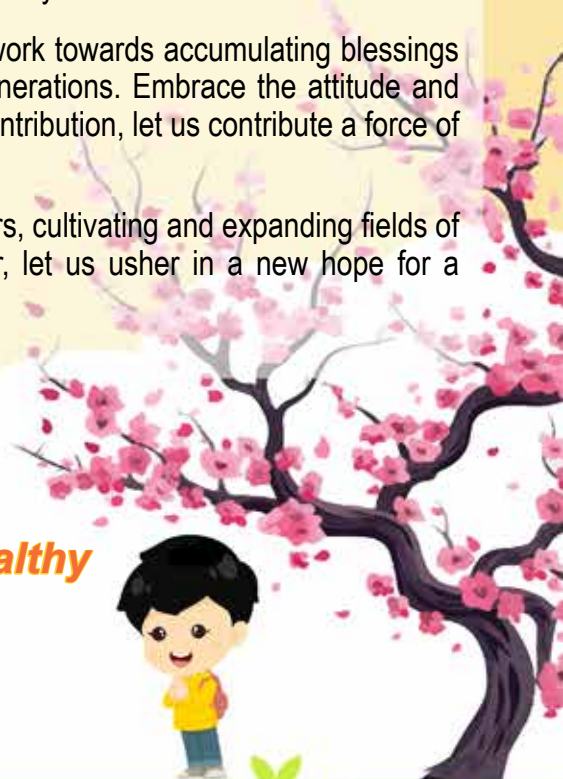 work towards accumulating blessings
nerations. Embrace the attitude and
ntribution, let us contribute a force of
rs, cultivating and expanding fields of
r, let us usher in a new hope for a
althy